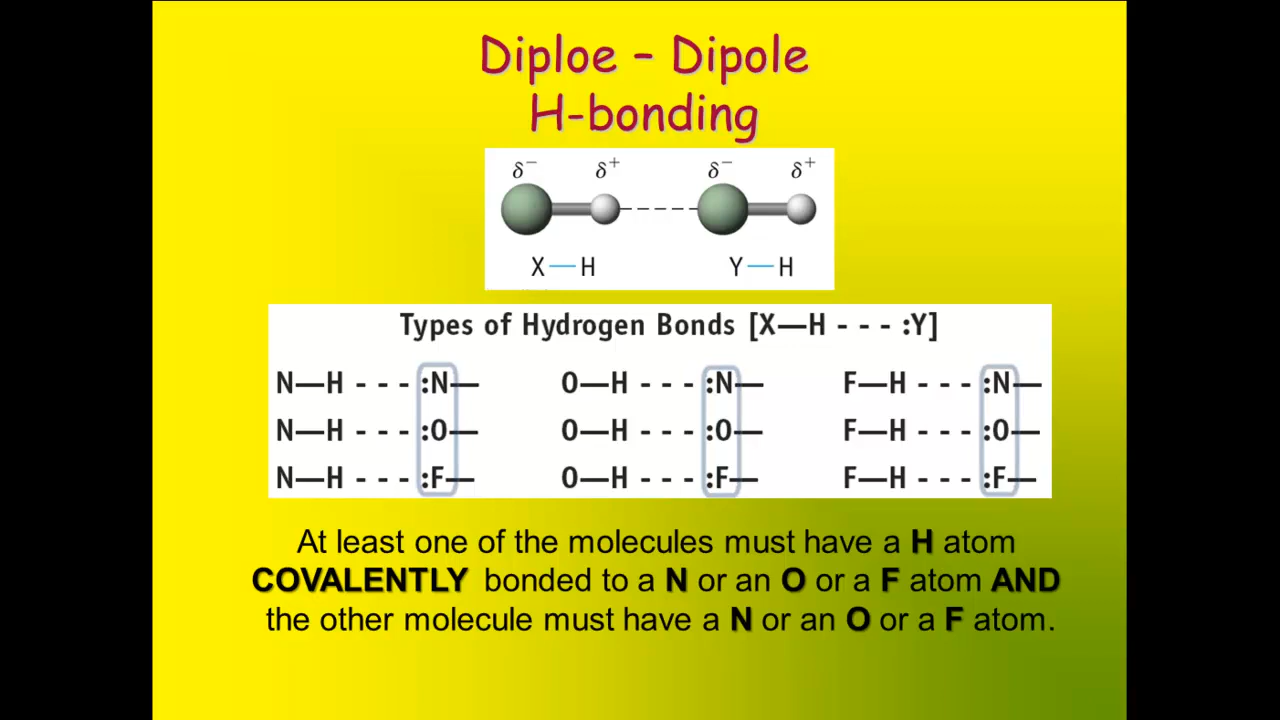 Diploe – Dipole
H-bonding
δ− δ+ δ− δ+
X — H Y — H
Types of Hydrogen Bonds [X—H - - - :Y]
N—H - - - :N— O—H - - - :N— F—H - - - :N—
N—H - - - :O— O—H - - - :O— F—H - - - :O—
N—H - - - :F— O—H - - - :F— F—H - - - :F—
At least one of the molecules must have a H atom
COVALENTLY bonded to a N or an O or a F atom AND
the other molecule must have a N or an O or a F atom.